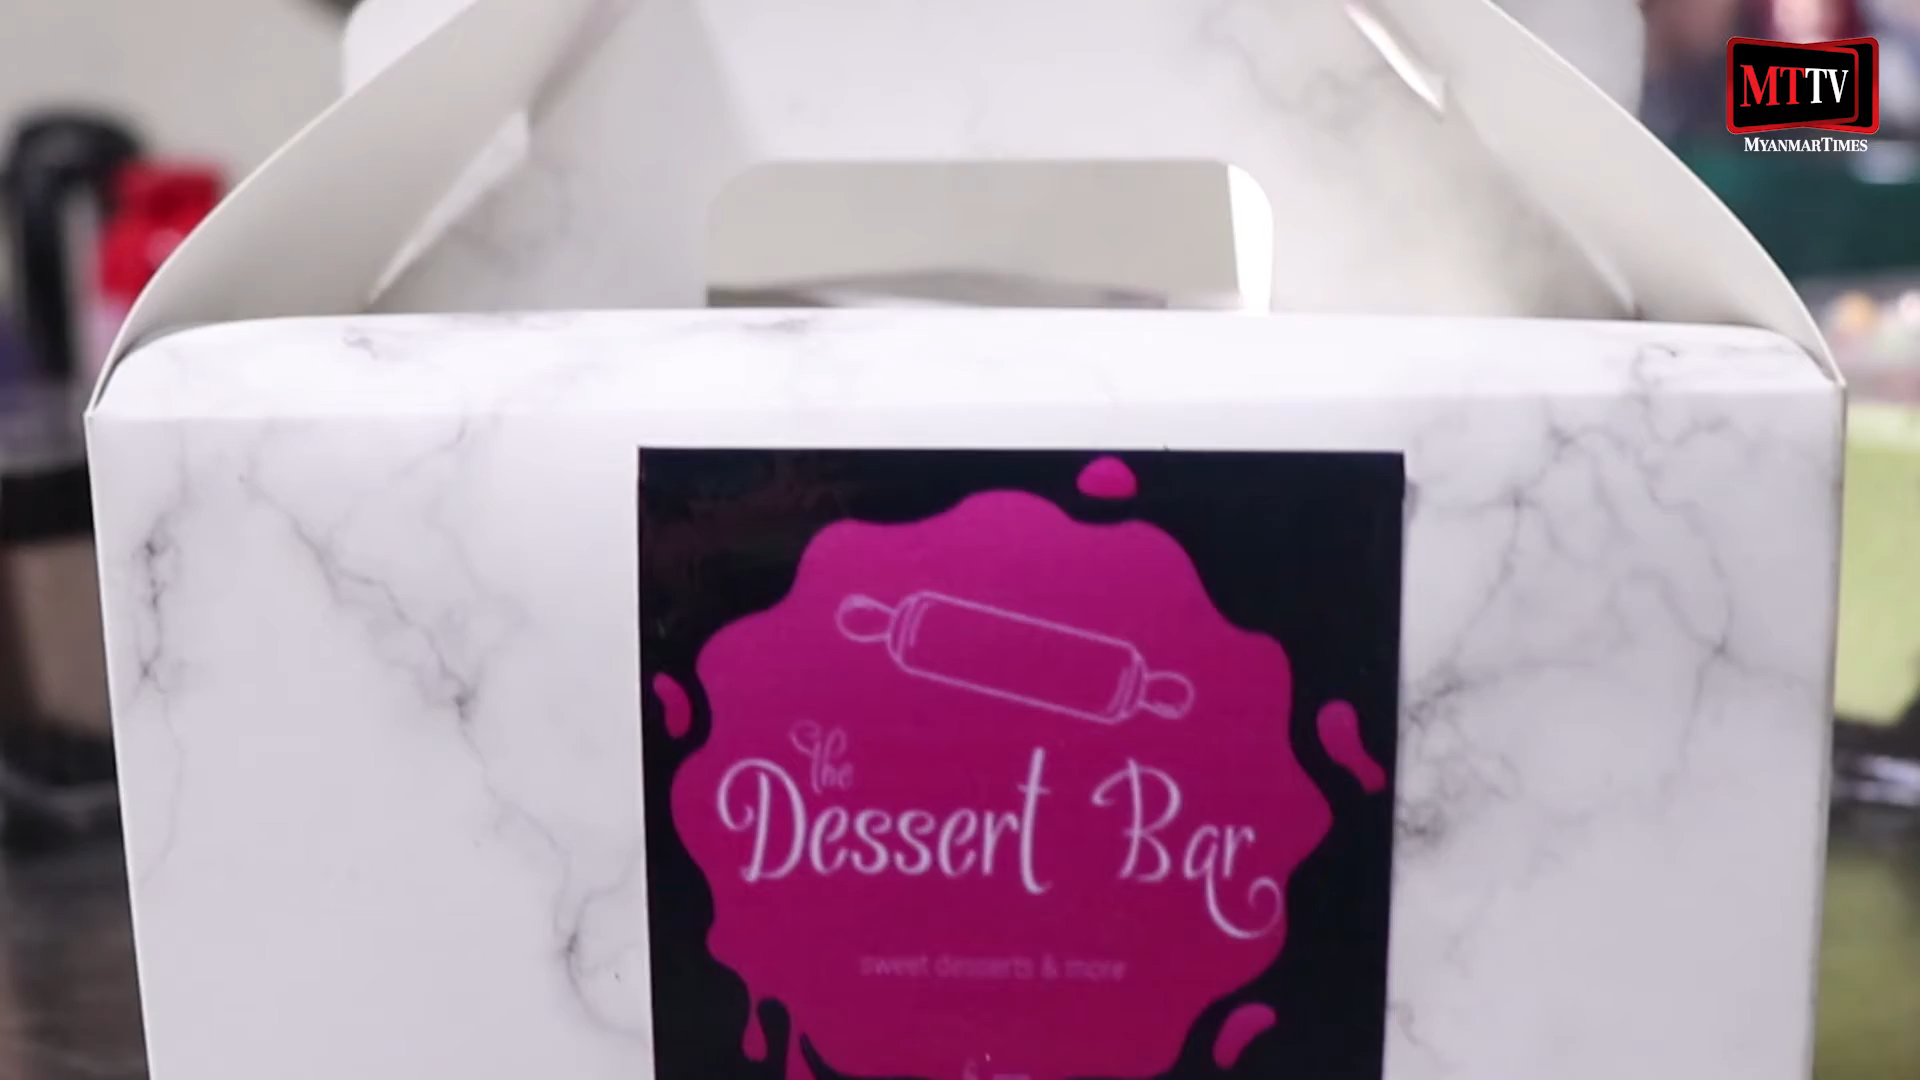 MTTV
MYANMARTIMES
The
Dessert Bar
sweet desserts & more